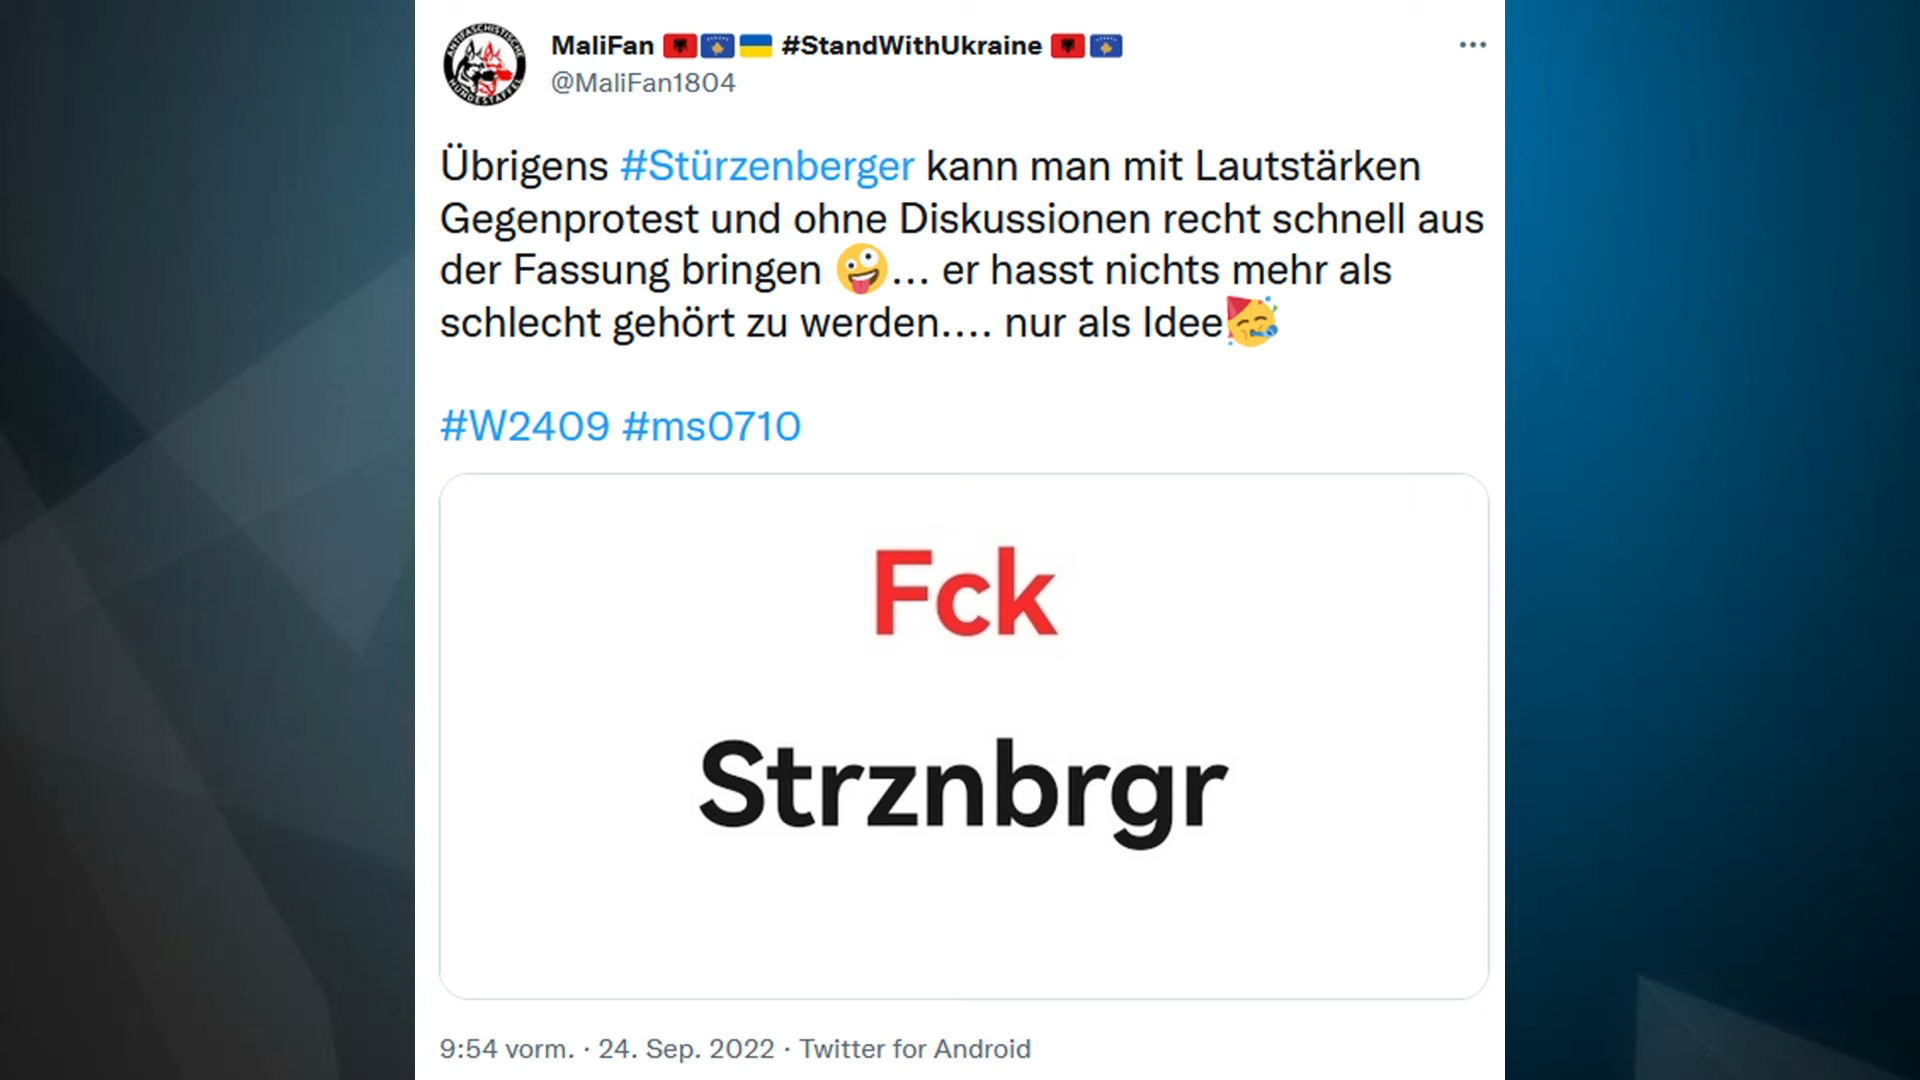 ANTIFASCHISTISCHE
HUNDESTAFFEL
MaliFan 🇦🇱🇽🇰🇺🇦 #StandWithUkraine 🇦🇱🇽🇰
@MaliFan1804
Übrigens #Stürzenberger kann man mit Lautstärken
Gegenprotest und ohne Diskussionen recht schnell aus
der Fassung bringen 🤪... er hasst nichts mehr als
schlecht gehört zu werden.... nur als Idee🥳
#W2409 #ms0710
Fck
Strznbrgr
9:54 vorm. · 24. Sep. 2022 · Twitter for Android